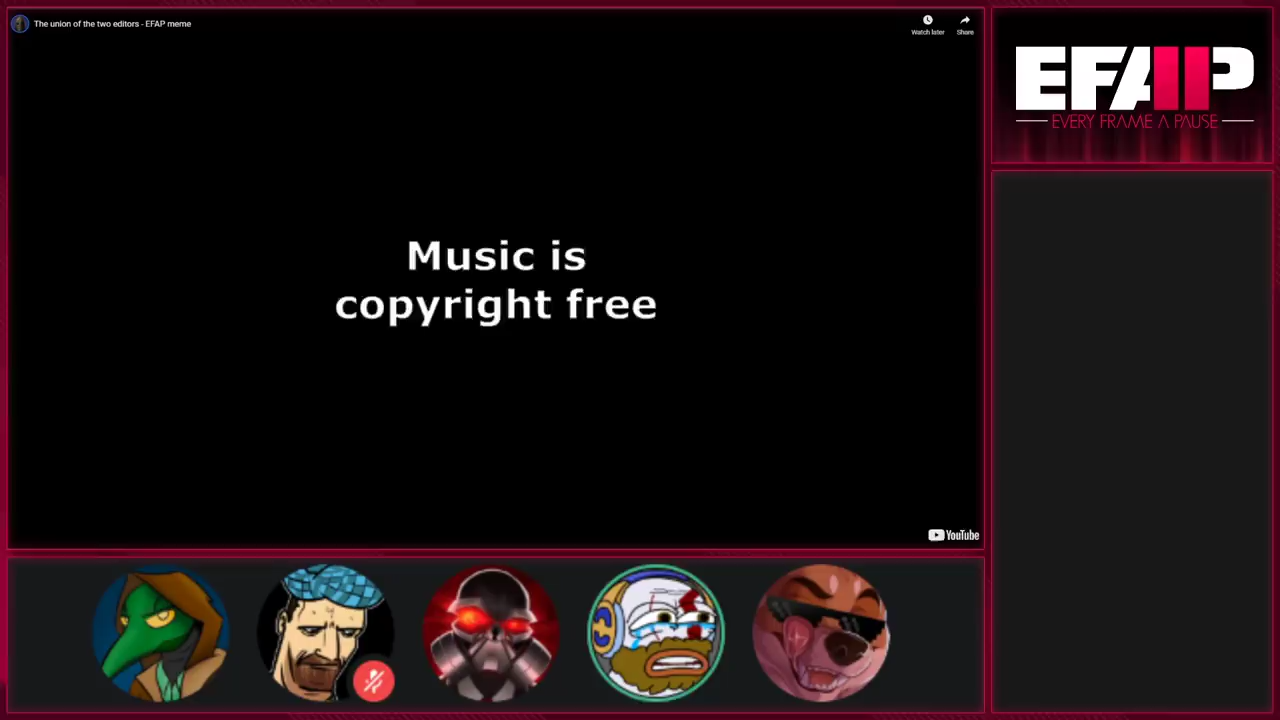 The union of the two editors - EFAP meme
Watch later
Share
EFAP
EVERY FRAME A PAUSE
Music is
copyright free
YouTube